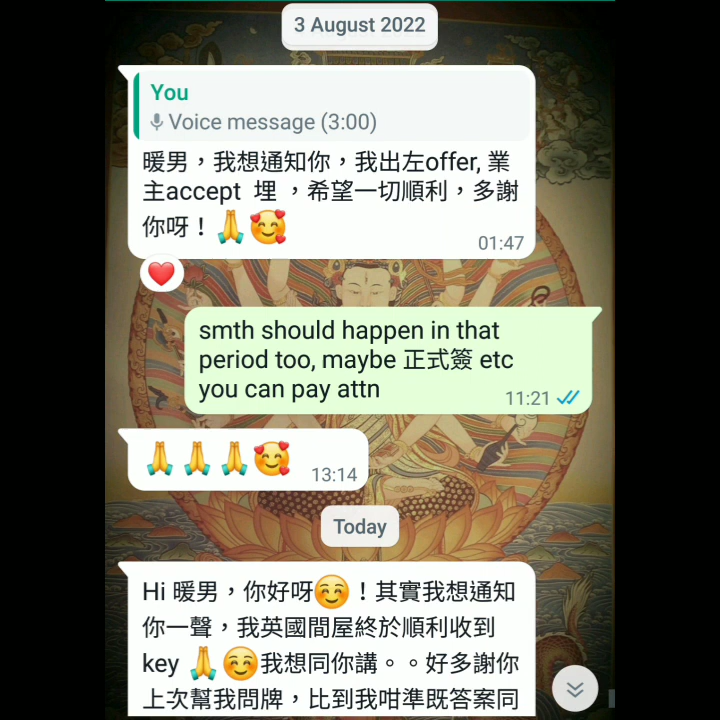 3 August 2022
You
Voice message (3:00)
暖男，我想通知你，我出左offer, 業
主accept 埋 ，希望一切順利，多謝
你呀！🙏🥰
01:47
❤️
smth should happen in that
period too, maybe 正式簽 etc
you can pay attn
11:21
🙏🙏🙏🥰
13:14
Today
Hi 暖男，你好呀☺️！其實我想通知
你一聲，我英國間屋終於順利收到
key 🙏☺️我想同你講。。好多謝你
上次幫我問牌，比到我咁準既答案同